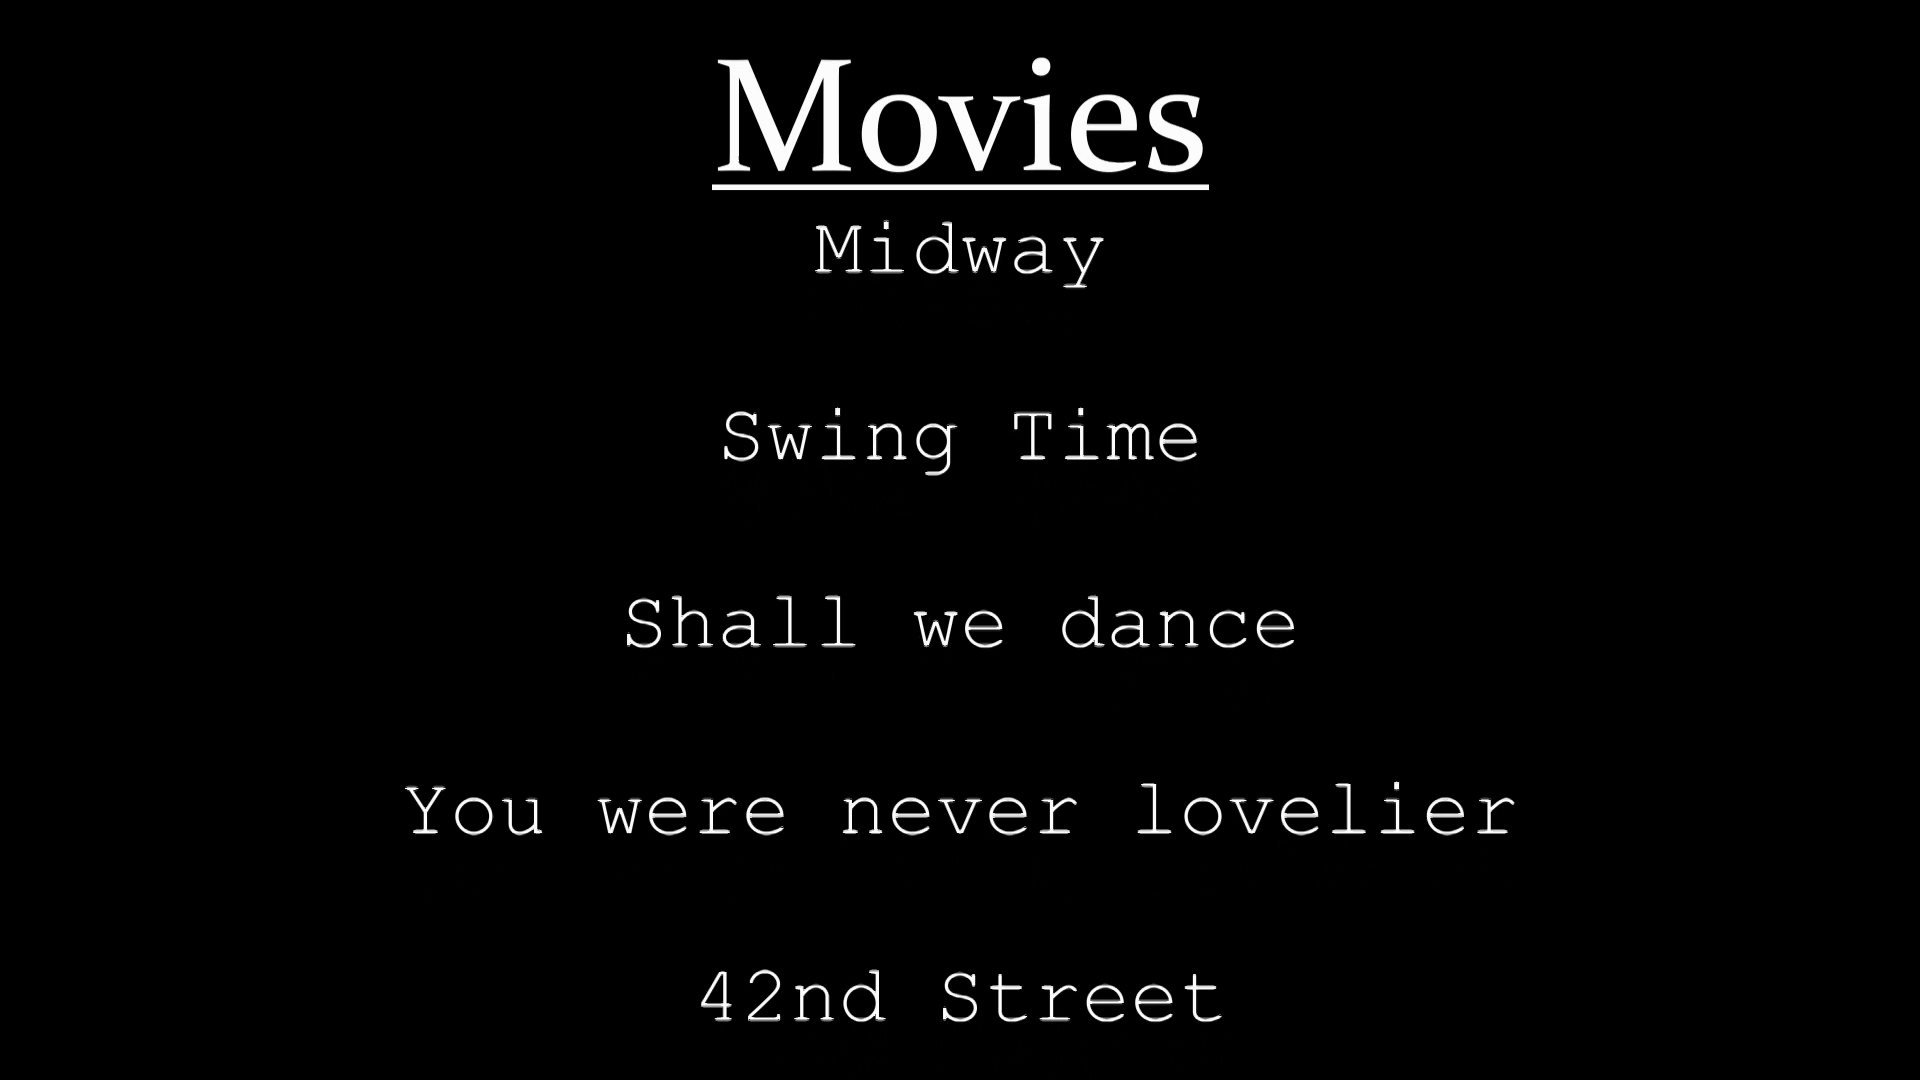 Movies
Midway
Swing Time
Shall we dance
You were never lovelier
42nd Street